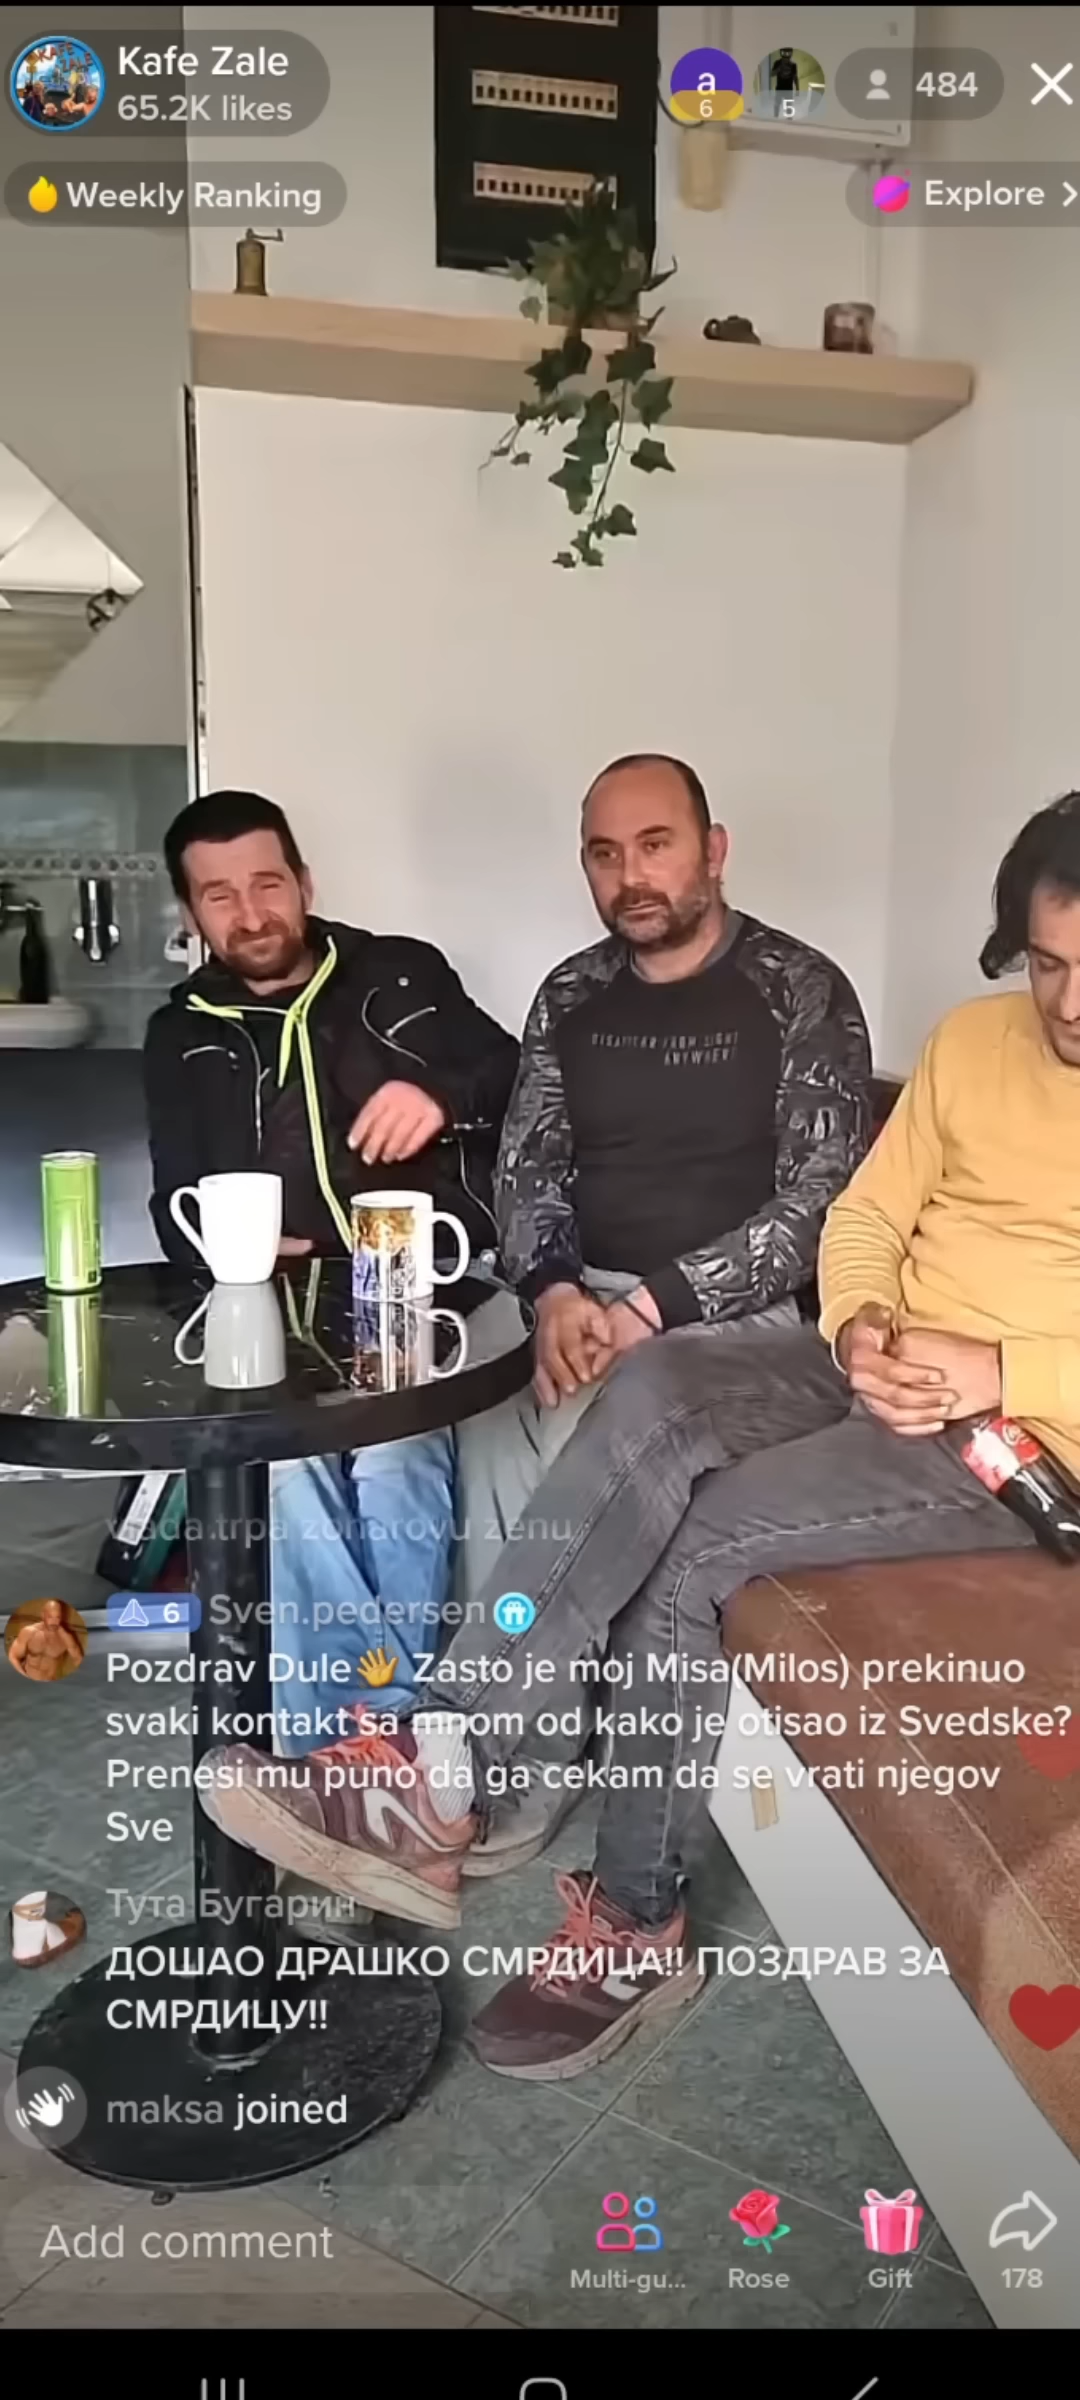 Kafe Zale
65.2K likes
a
6
5
484
Weekly Ranking
Explore
ANYWHERE
trpa zoharovu zenu
6 Sven.pedersen
Pozdrav Dule👋 Zasto je moj Misa(Milos) prekinuo
svaki kontakt sa mnom od kako je otisao iz Svedske?
Prenesi mu puno da ga cekam da se vrati njegov
Sve
Тута Бугарин
ДОШАО ДРАШКО СМРДИЦА!! ПОЗДРАВ ЗА
СМРДИЦУ!!
maksa joined
Add comment
Multi-gu...
Rose
Gift
178